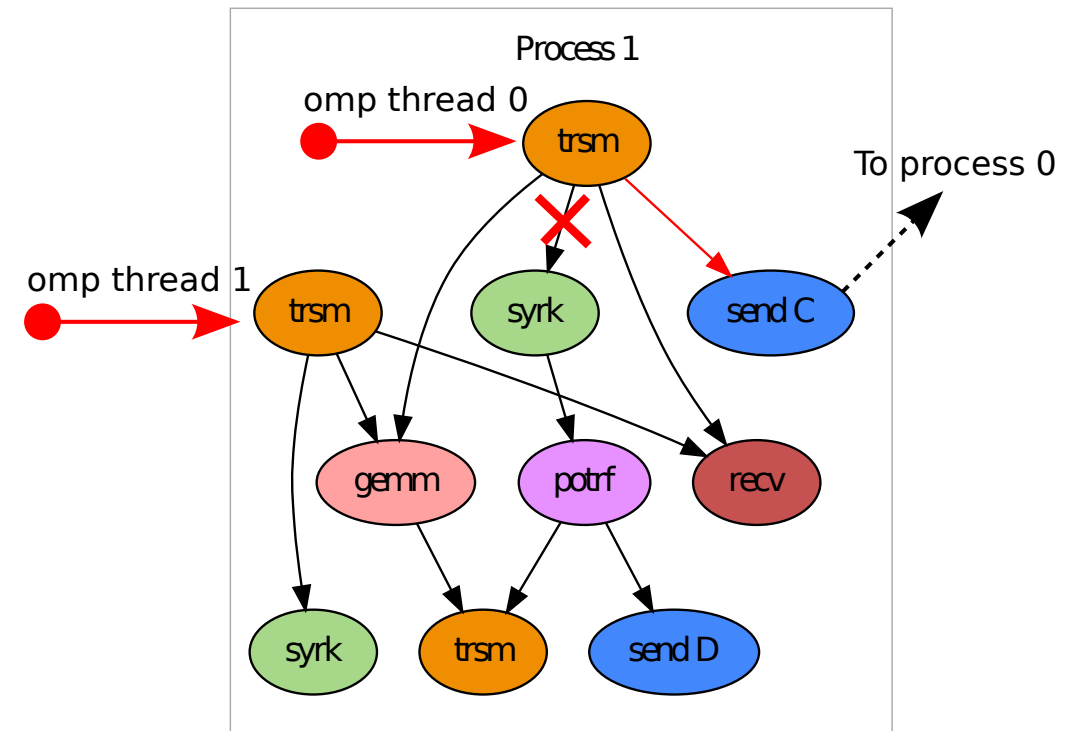 Process 1
omp thread 0
trsm
To process 0
omp thread 1
trsm
syrk
send C
gemm
potrf
recv
syrk
trsm
send D